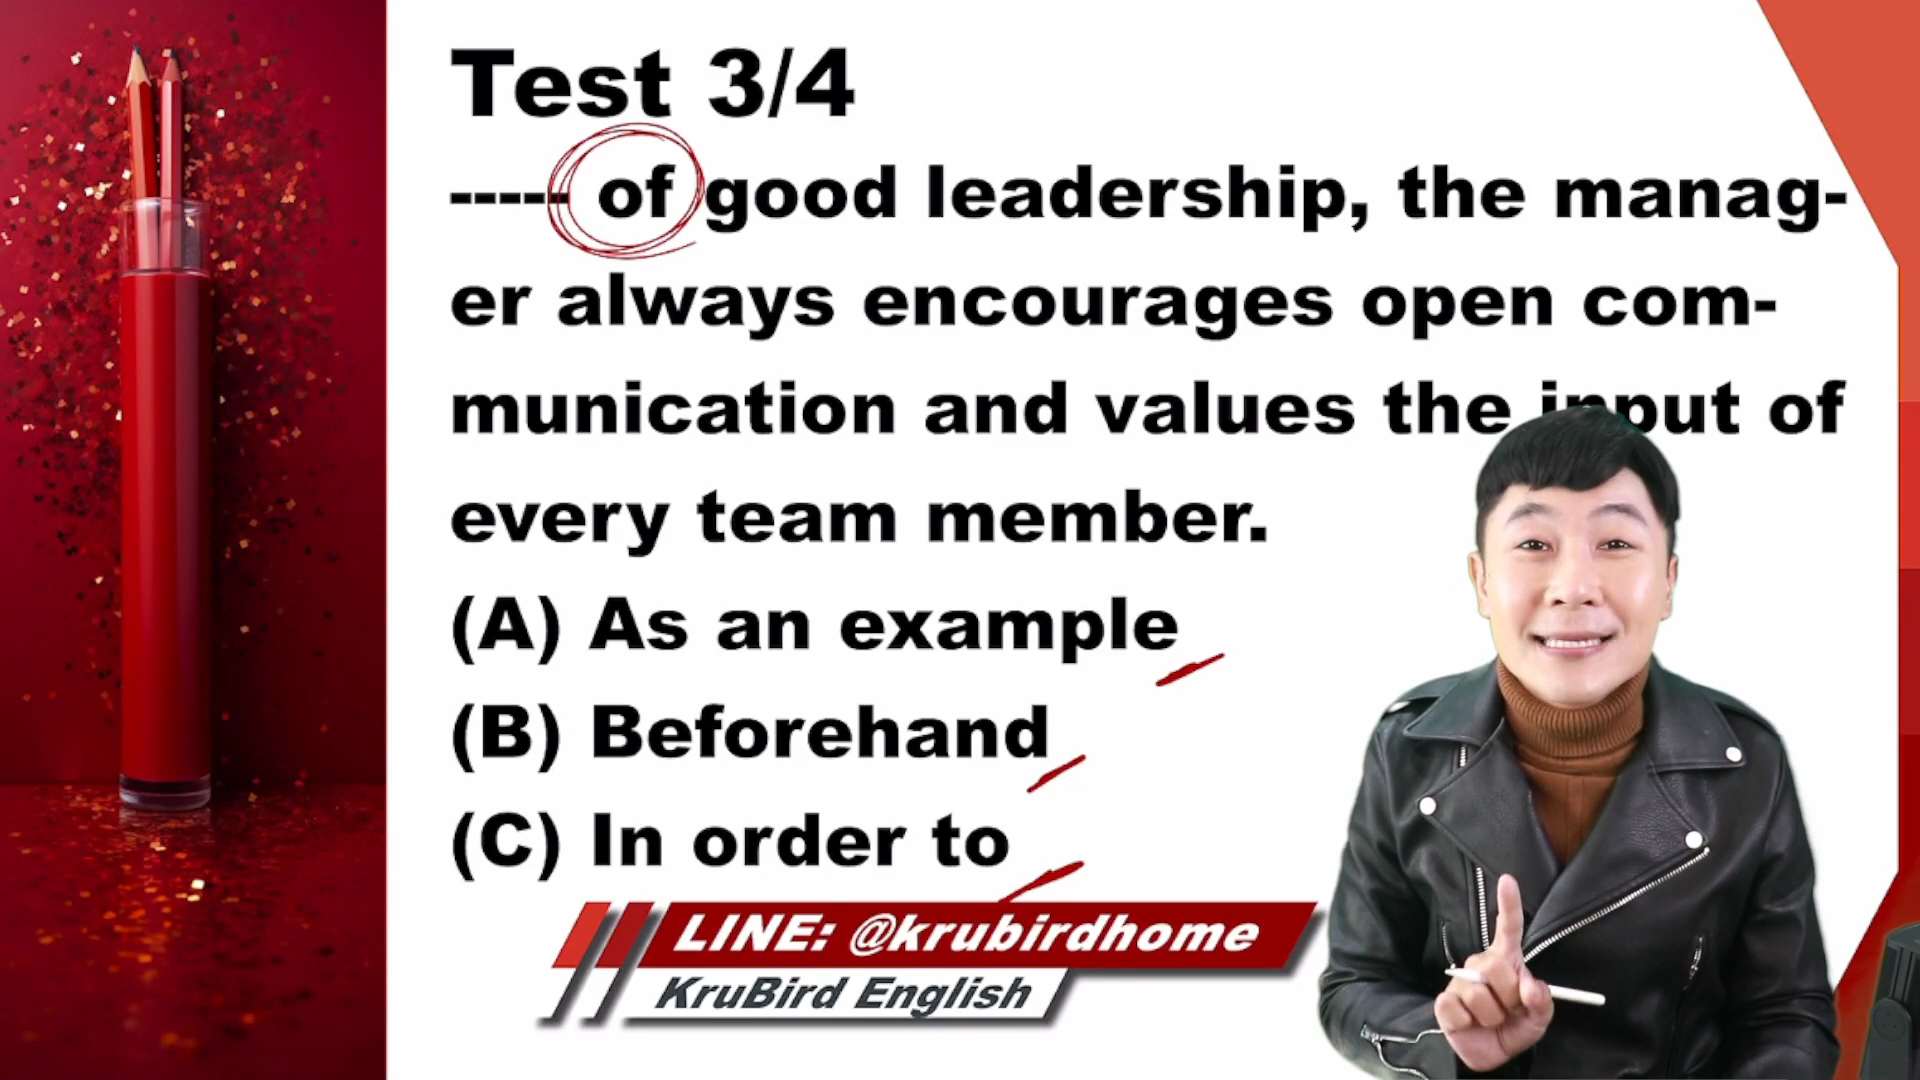 Test 3/4
----- of good leadership, the manag-
er always encourages open com-
munication and values the input of
every team member.
(A) As an example
(B) Beforehand
(C) In order to
LINE: @krubirdhome
KruBird English